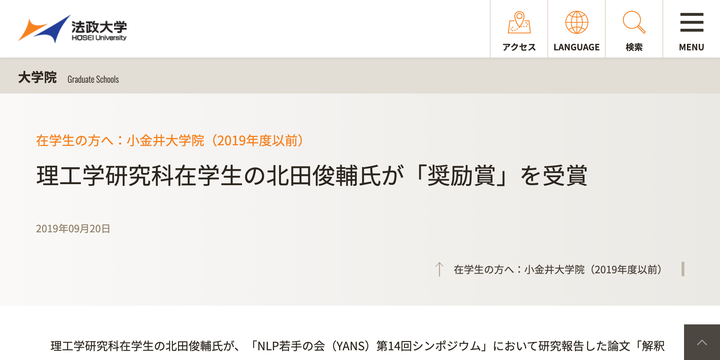 法政大学
HOSEI University
アクセス
LANGUAGE
検索
MENU
大学院 Graduate Schools
在学生の方へ：小金井大学院（2019年度以前）
理工学研究科在学生の北田俊輔氏が「奨励賞」を受賞
2019年09月20日
在学生の方へ：小金井大学院（2019年度以前）
理工学研究科在学生の北田俊輔氏が、「NLP若手の会（YANS）第14回シンポジウム」において研究報告した論文「解釈